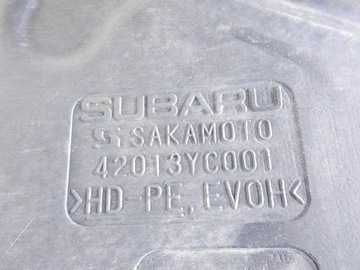 SUBARU
SAKAMOTO
42013YC001
>HD-PE, EVOH<